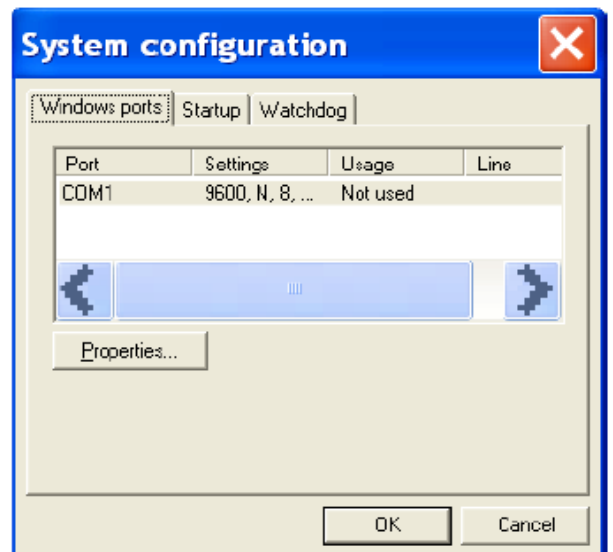 System configuration
Windows ports Startup Watchdog
Port Settings Usage Line
COM1 9600, N, 8, ... Not used
Properties...
OK Cancel